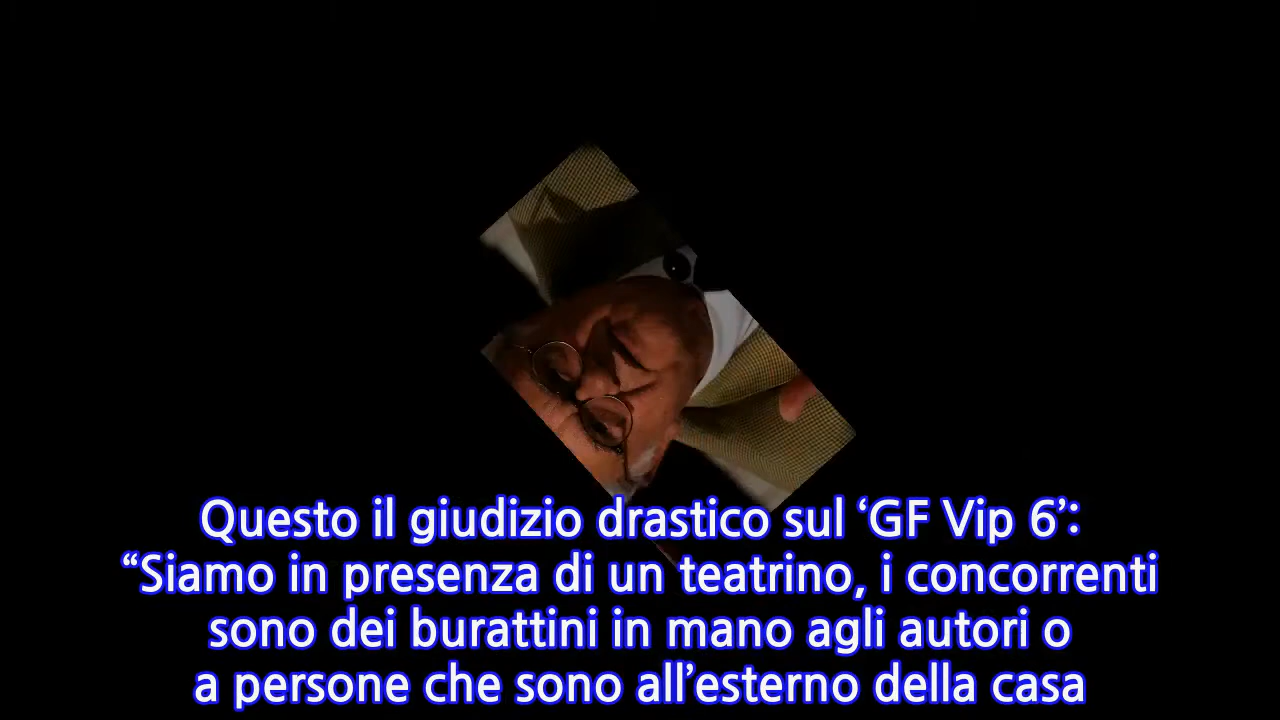 Questo il giudizio drastico sul ‘GF Vip 6’:
“Siamo in presenza di un teatrino, i concorrenti
sono dei burattini in mano agli autori o
a persone che sono all’esterno della casa